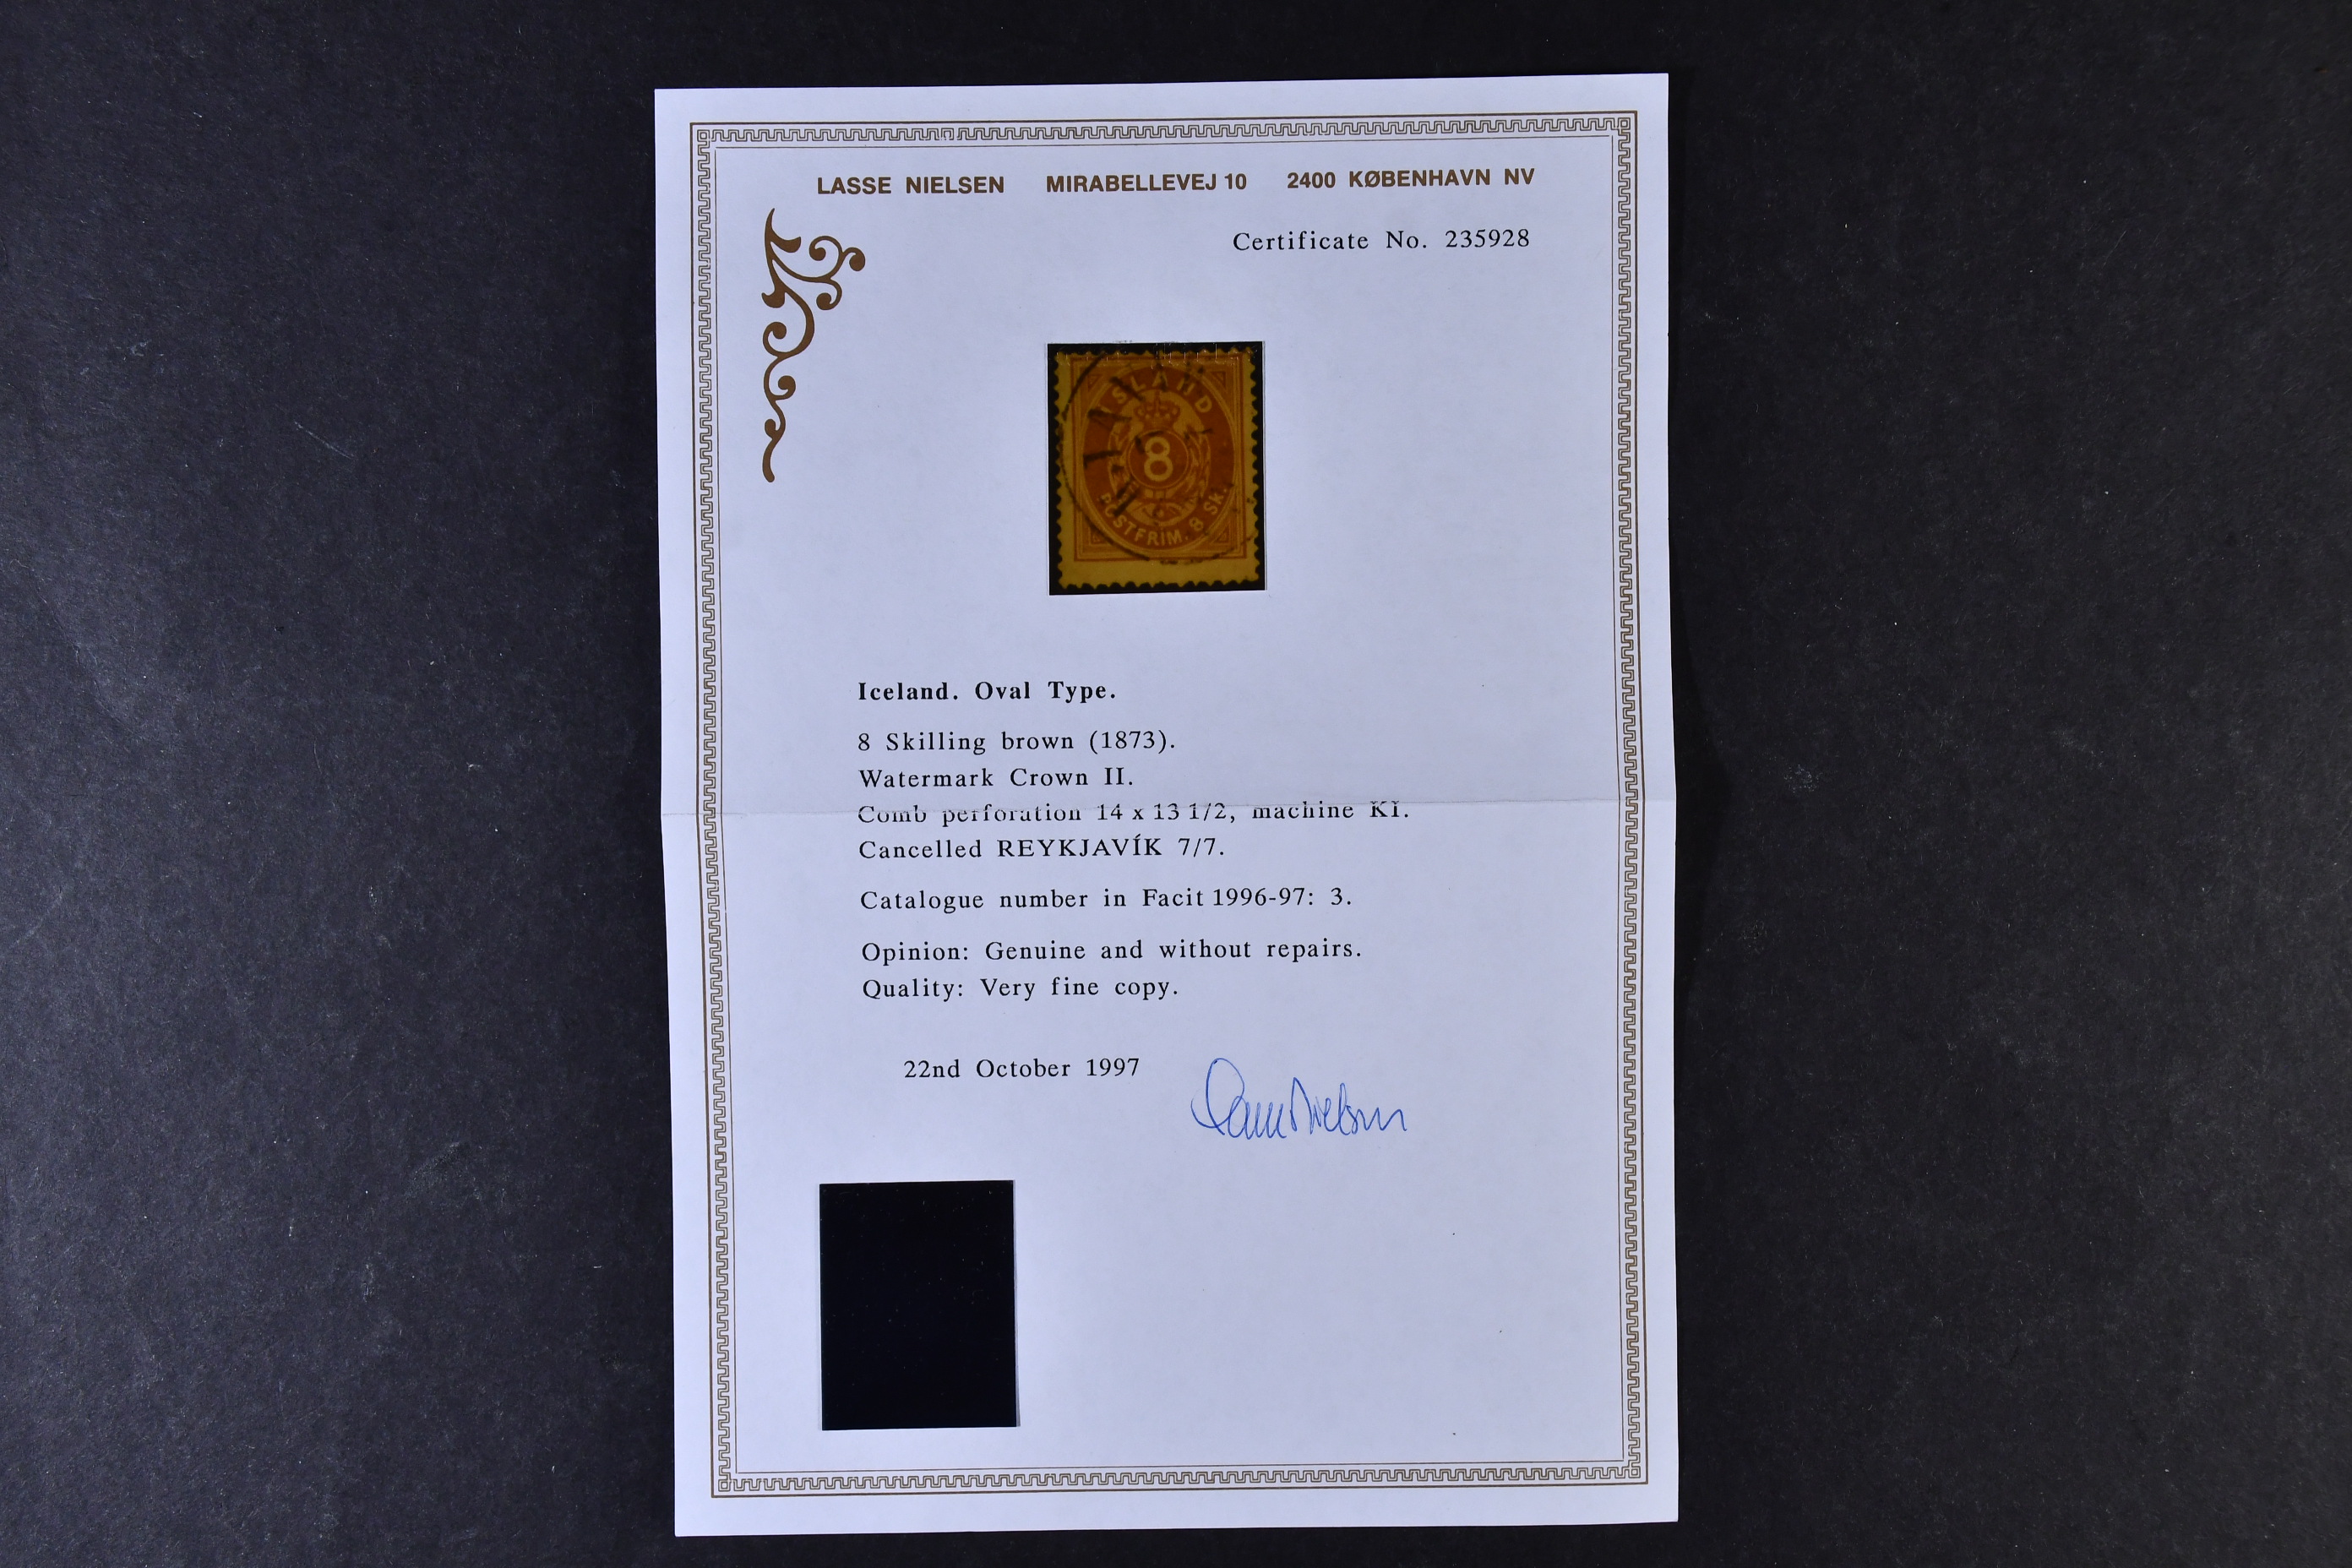 LASSE NIELSEN MIRABELLEVEJ 10 2400 KØBENHAVN NV
Certificate No. 235928
ISLAND
8
POSTFRIM. 8 SK.
Iceland. Oval Type.
8 Skilling brown (1873).
Watermark Crown II.
Comb perforation 14 x 13 1/2, machine KI.
Cancelled REYKJAVÍK 7/7.
Catalogue number in Facit 1996-97: 3.
Opinion: Genuine and without repairs.
Quality: Very fine copy.
22nd October 1997